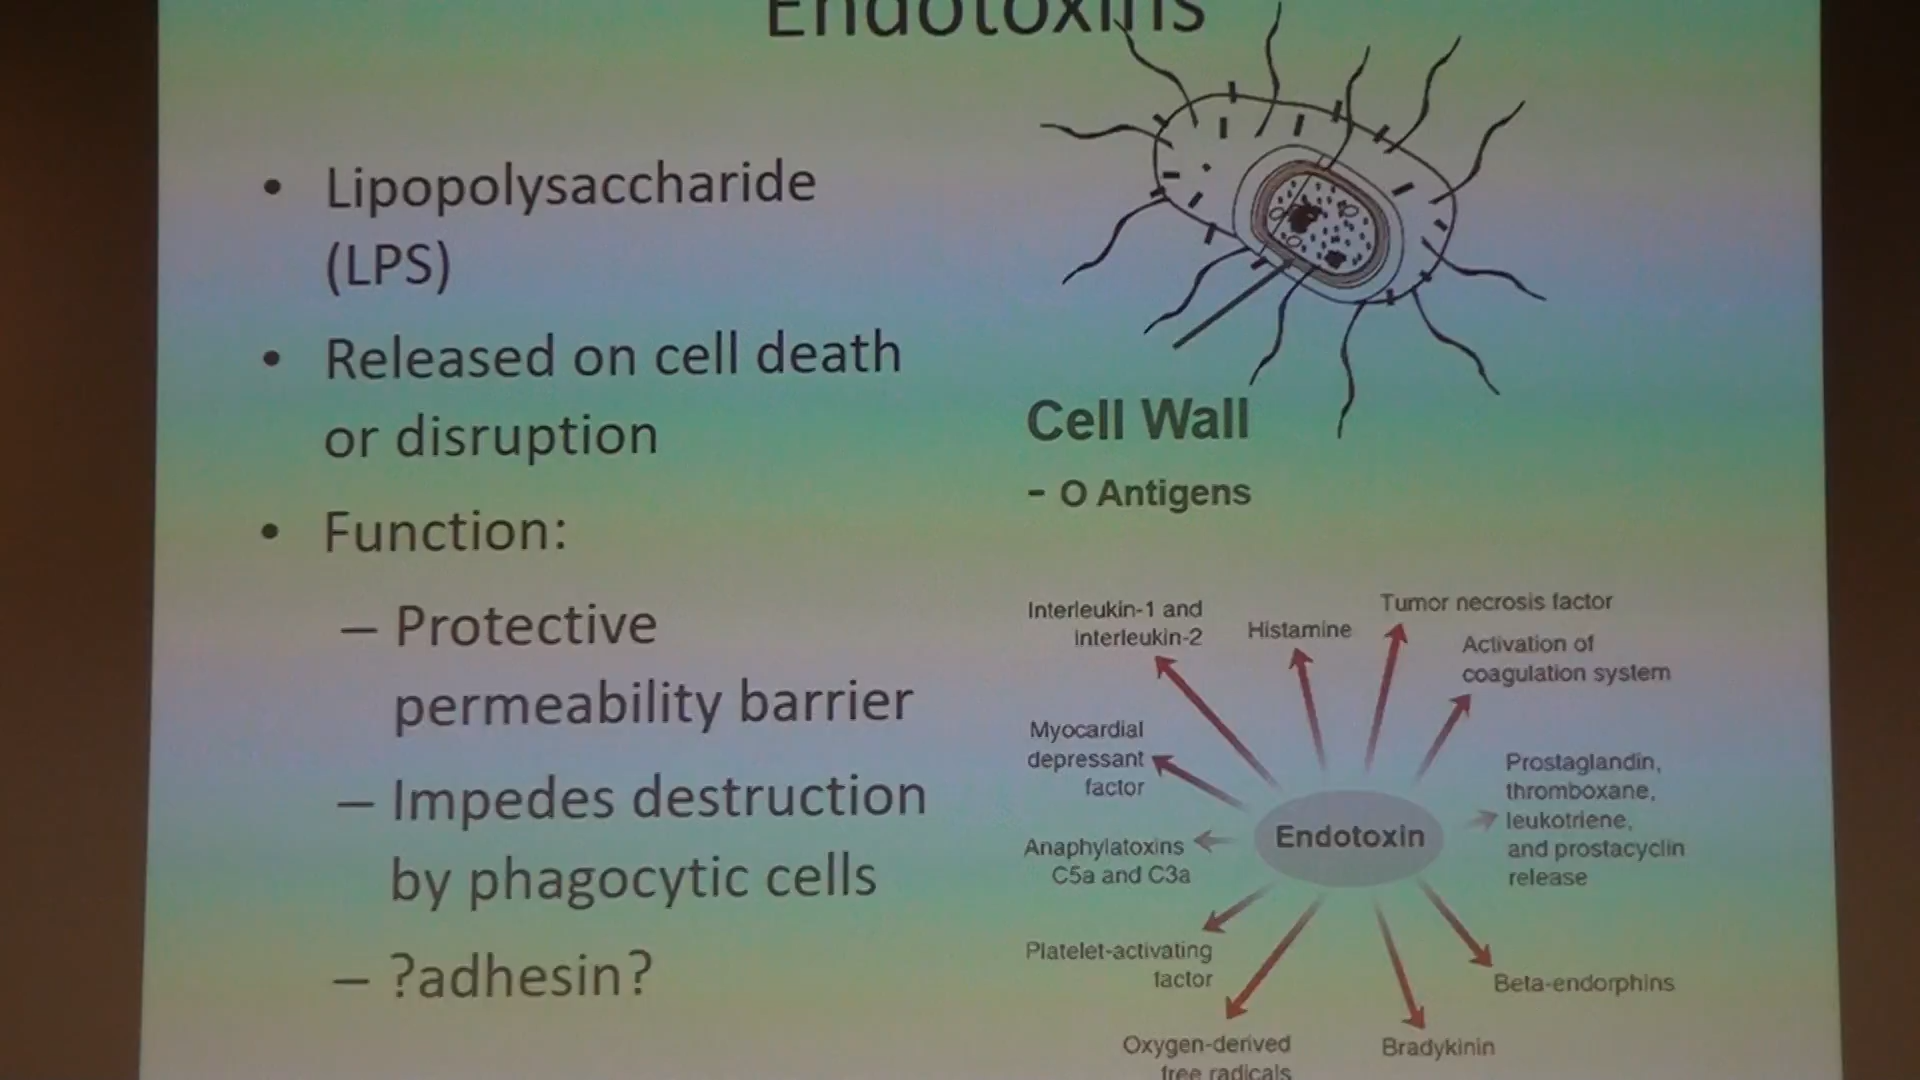 Endotoxins
• Lipopolysaccharide
(LPS)
• Released on cell death
or disruption
• Function:
– Protective
permeability barrier
– Impedes destruction
by phagocytic cells
– ?adhesin?
Cell Wall
- O Antigens
Interleukin-1 and
Interleukin-2
Histamine
Tumor necrosis factor
Activation of
coagulation system
Myocardial
depressant
factor
Prostaglandin,
thromboxane,
leukotriene,
and prostacyclin
release
Endotoxin
Anaphylatoxins
C5a and C3a
Platelet-activating
factor
Beta-endorphins
Oxygen-derived
free radicals
Bradykinin